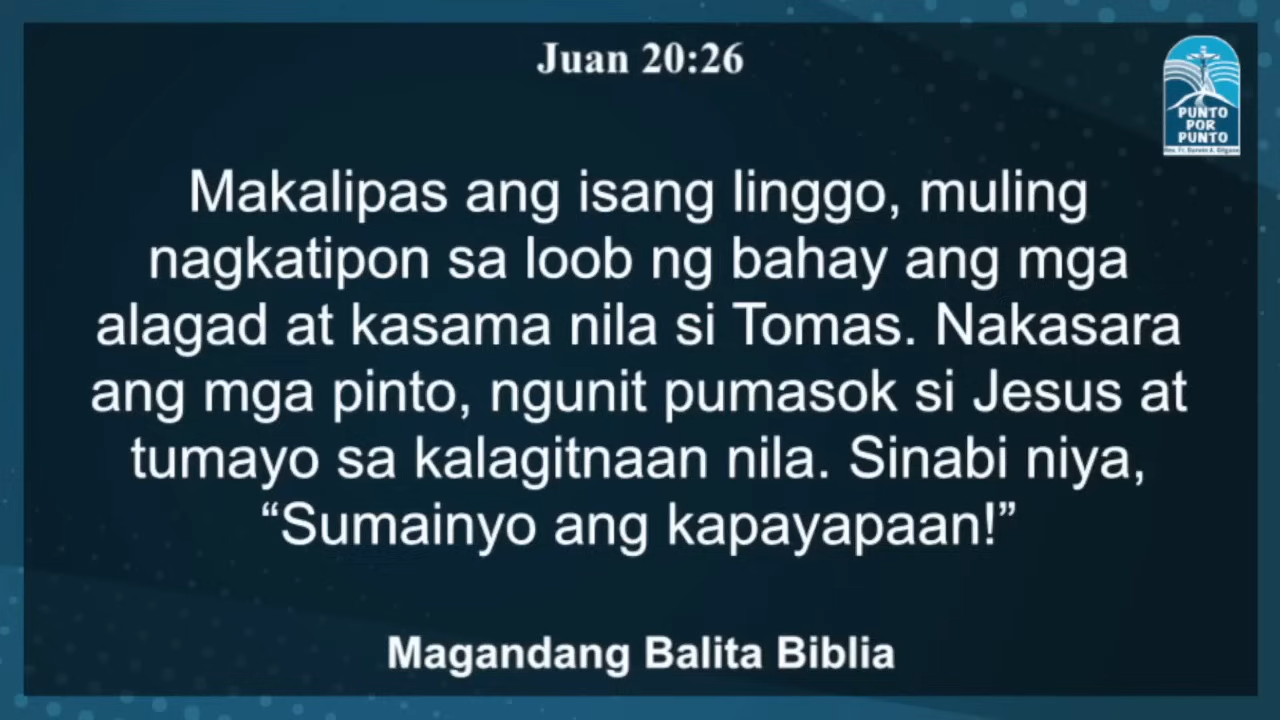 Juan 20:26
PUNTO
POR
PUNTO
Makalipas ang isang linggo, muling
nagkatipon sa loob ng bahay ang mga
alagad at kasama nila si Tomas. Nakasara
ang mga pinto, ngunit pumasok si Jesus at
tumayo sa kalagitnaan nila. Sinabi niya,
“Sumainyo ang kapayapaan!”
Magandang Balita Biblia